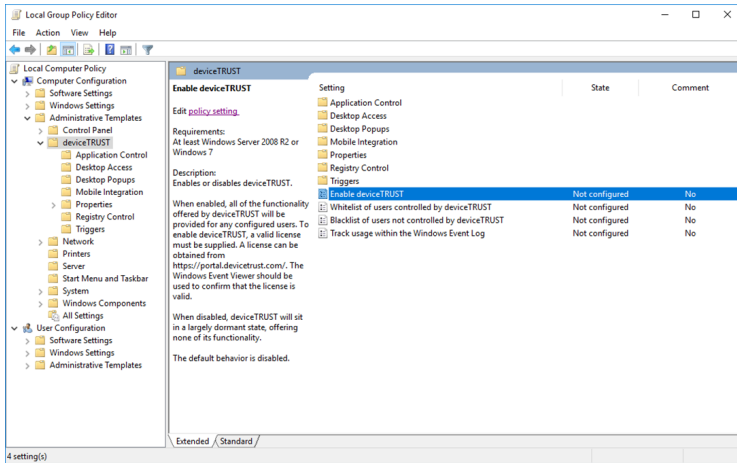 Local Group Policy Editor
File Action View Help
Local Computer Policy
Computer Configuration
Software Settings
Windows Settings
Administrative Templates
Control Panel
deviceTRUST
Application Control
Desktop Access
Desktop Popups
Mobile Integration
Properties
Registry Control
Triggers
Network
Printers
Server
Start Menu and Taskbar
System
Windows Components
All Settings
User Configuration
Software Settings
Windows Settings
Administrative Templates
deviceTRUST
Enable deviceTRUST
Edit policy setting
Requirements:
At least Windows Server 2008 R2 or
Windows 7
Description:
Enables or disables deviceTRUST.
When enabled, all of the functionality
offered by deviceTRUST will be
provided for any configured users. To
enable deviceTRUST, a valid license
must be supplied. A license can be
obtained from
https://portal.devicetrust.com/. The
Windows Event Viewer should be
used to confirm that the license is
valid.
When disabled, deviceTRUST will sit
in a largely dormant state, offering
none of its functionality.
The default behavior is disabled.
Setting State Comment
Application Control
Desktop Access
Desktop Popups
Mobile Integration
Properties
Registry Control
Triggers
Enable deviceTRUST Not configured No
Whitelist of users controlled by deviceTRUST Not configured No
Blacklist of users not controlled by deviceTRUST Not configured No
Track usage within the Windows Event Log Not configured No
Extended Standard
4 setting(s)